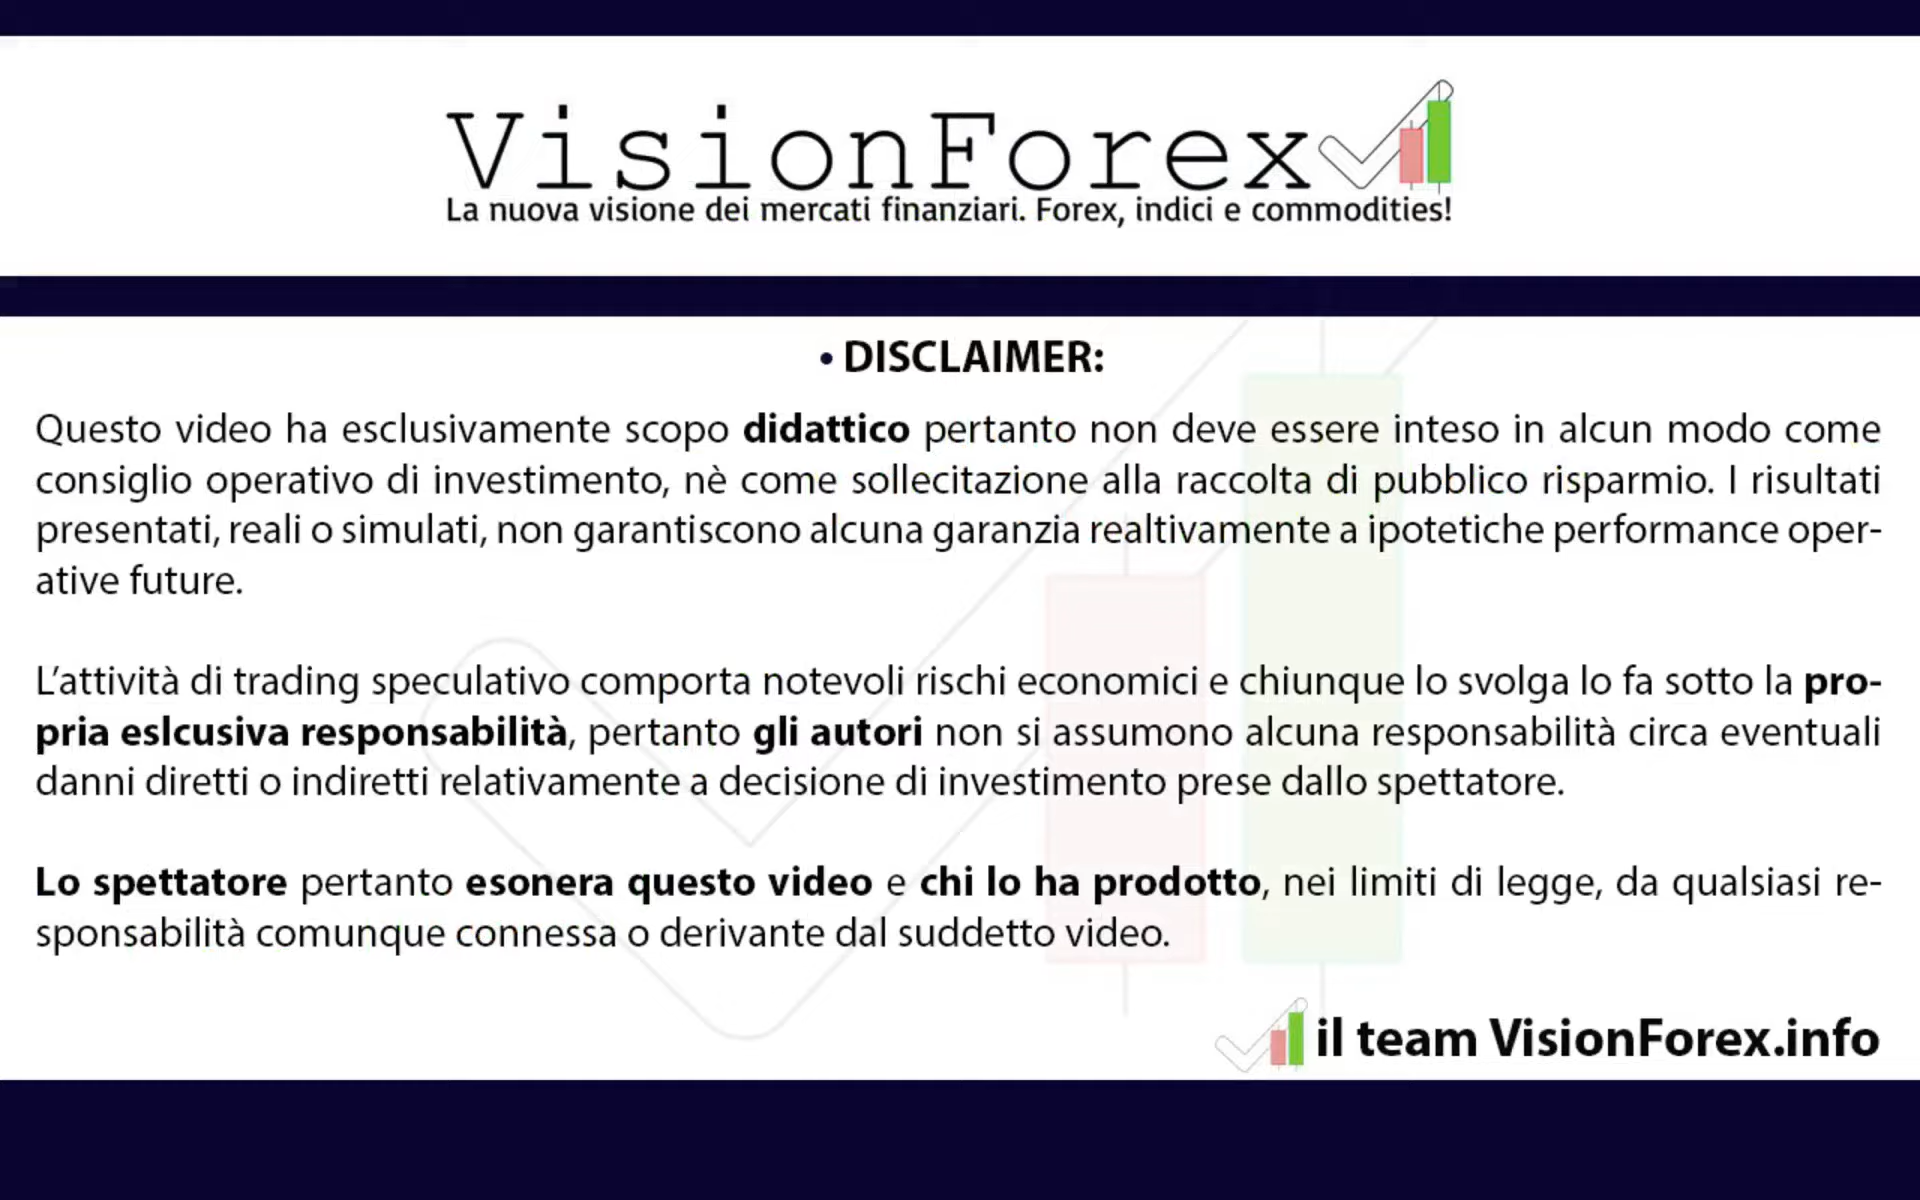 VisionForex
La nuova visione dei mercati finanziari. Forex, indici e commodities!
• DISCLAIMER:
Questo video ha esclusivamente scopo didattico pertanto non deve essere inteso in alcun modo come
consiglio operativo di investimento, nè come sollecitazione alla raccolta di pubblico risparmio. I risultati
presentati, reali o simulati, non garantiscono alcuna garanzia realtivamente a ipotetiche performance oper-
ative future.
L'attività di trading speculativo comporta notevoli rischi economici e chiunque lo svolga lo fa sotto la pro-
pria eslcusiva responsabilità, pertanto gli autori non si assumono alcuna responsabilità circa eventuali
danni diretti o indiretti relativamente a decisione di investimento prese dallo spettatore.
Lo spettatore pertanto esonera questo video e chi lo ha prodotto, nei limiti di legge, da qualsiasi re-
sponsabilità comunque connessa o derivante dal suddetto video.
il team VisionForex.info